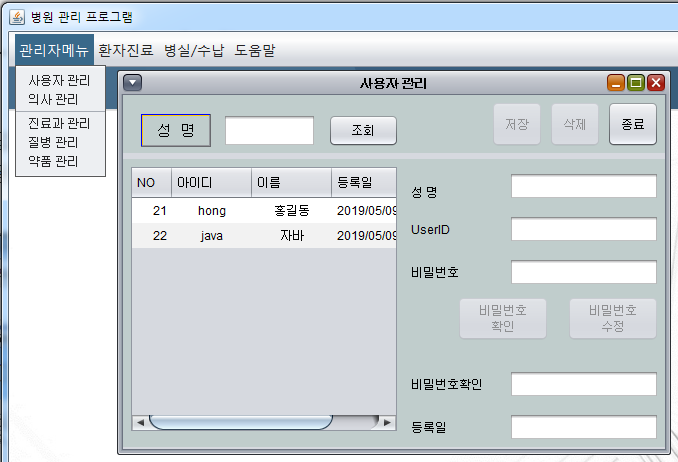 병원 관리 프로그램
관리자메뉴 환자진료 병실/수납 도움말
사용자 관리
의사 관리
진료과 관리
질병 관리
약품 관리
사용자 관리
성 명
조회
저장
삭제
종료
NO 아이디 이름 등록일
21 hong 홍길동 2019/05/09
22 java 자바 2019/05/09
성 명
UserID
비밀번호
비밀번호
확인
비밀번호
수정
비밀번호확인
등록일